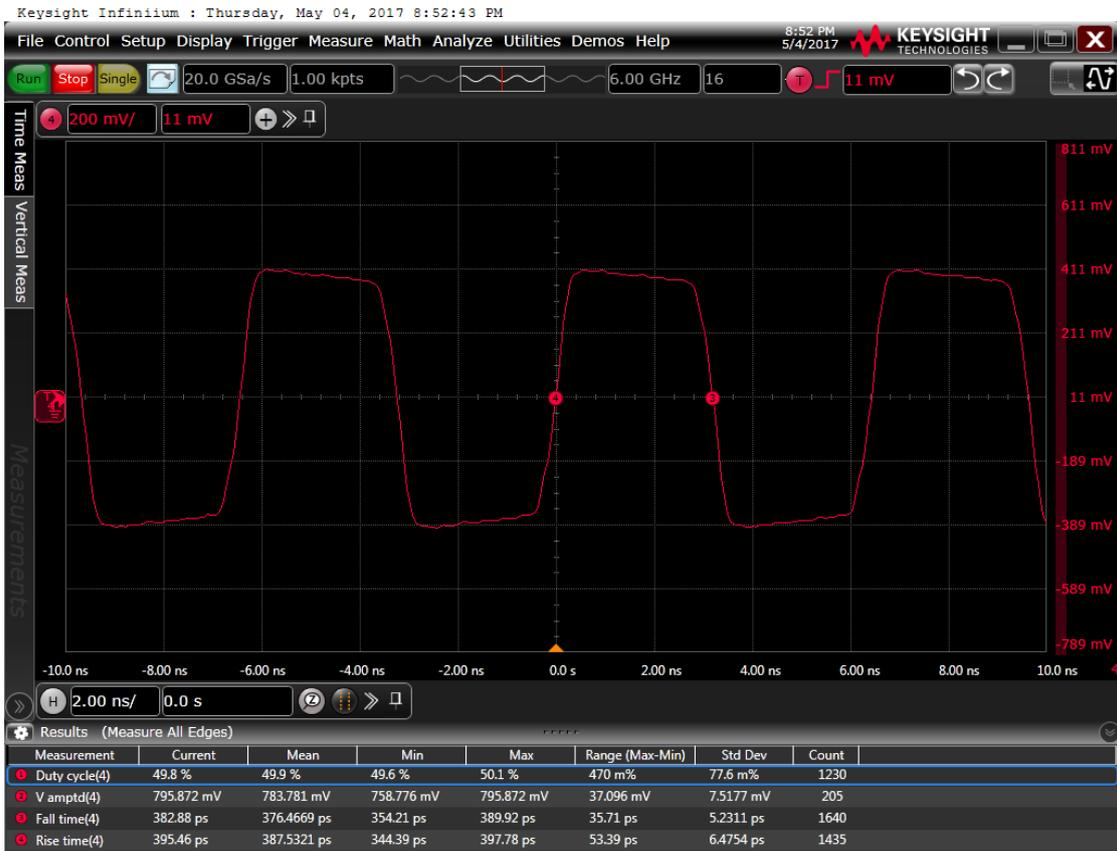 Keysight Infiniium : Thursday, May 04, 2017 8:52:43 PM
File Control Setup Display Trigger Measure Math Analyze Utilities Demos Help 8:52 PM 5/4/2017 KEYSIGHT TECHNOLOGIES X
Run Stop Single 20.0 GSa/s 1.00 kpts 6.00 GHz 16 T 11 mV
4 200 mV/ 11 mV +
Time Meas
Vertical Meas
Measurements
811 mV
611 mV
411 mV
211 mV
T 4 3 11 mV
-189 mV
-389 mV
-589 mV
-789 mV
-10.0 ns -8.00 ns -6.00 ns -4.00 ns -2.00 ns 0.0 s 2.00 ns 4.00 ns 6.00 ns 8.00 ns 10.0 ns
H 2.00 ns/ 0.0 s Z
Results (Measure All Edges)
Measurement Current Mean Min Max Range (Max-Min) Std Dev Count
1 Duty cycle(4) 49.8 % 49.9 % 49.6 % 50.1 % 470 m% 77.6 m% 1230
2 V amptd(4) 795.872 mV 783.781 mV 758.776 mV 795.872 mV 37.096 mV 7.5177 mV 205
3 Fall time(4) 382.88 ps 376.4669 ps 354.21 ps 389.92 ps 35.71 ps 5.2311 ps 1640
4 Rise time(4) 395.46 ps 387.5321 ps 344.39 ps 397.78 ps 53.39 ps 6.4754 ps 1435